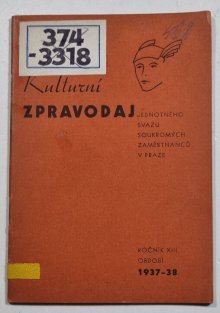 374
-3318
Kulturní
ZPRAVODAJ
JEDNOTNÉHO
SVAZU
SOUKROMÝCH
ZAMĚSTNANCŮ
V PRAZE
ROČNÍK XIII
OBDOBÍ
1937-38